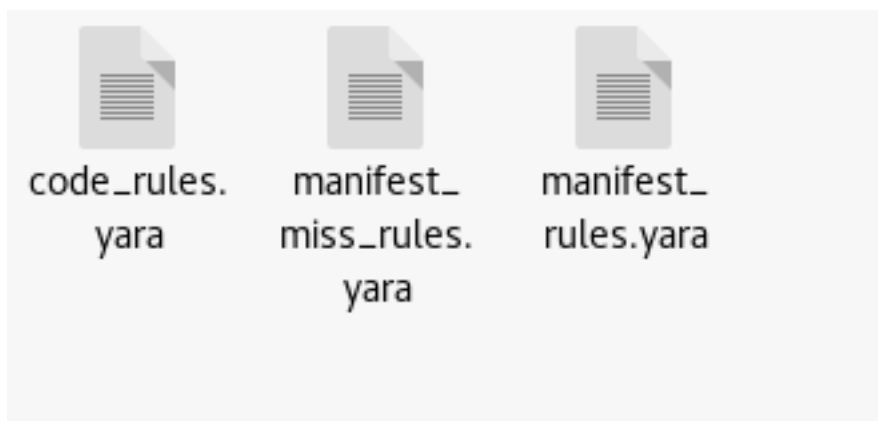 code_rules.
yara
manifest_
miss_rules.
yara
manifest_
rules.yara